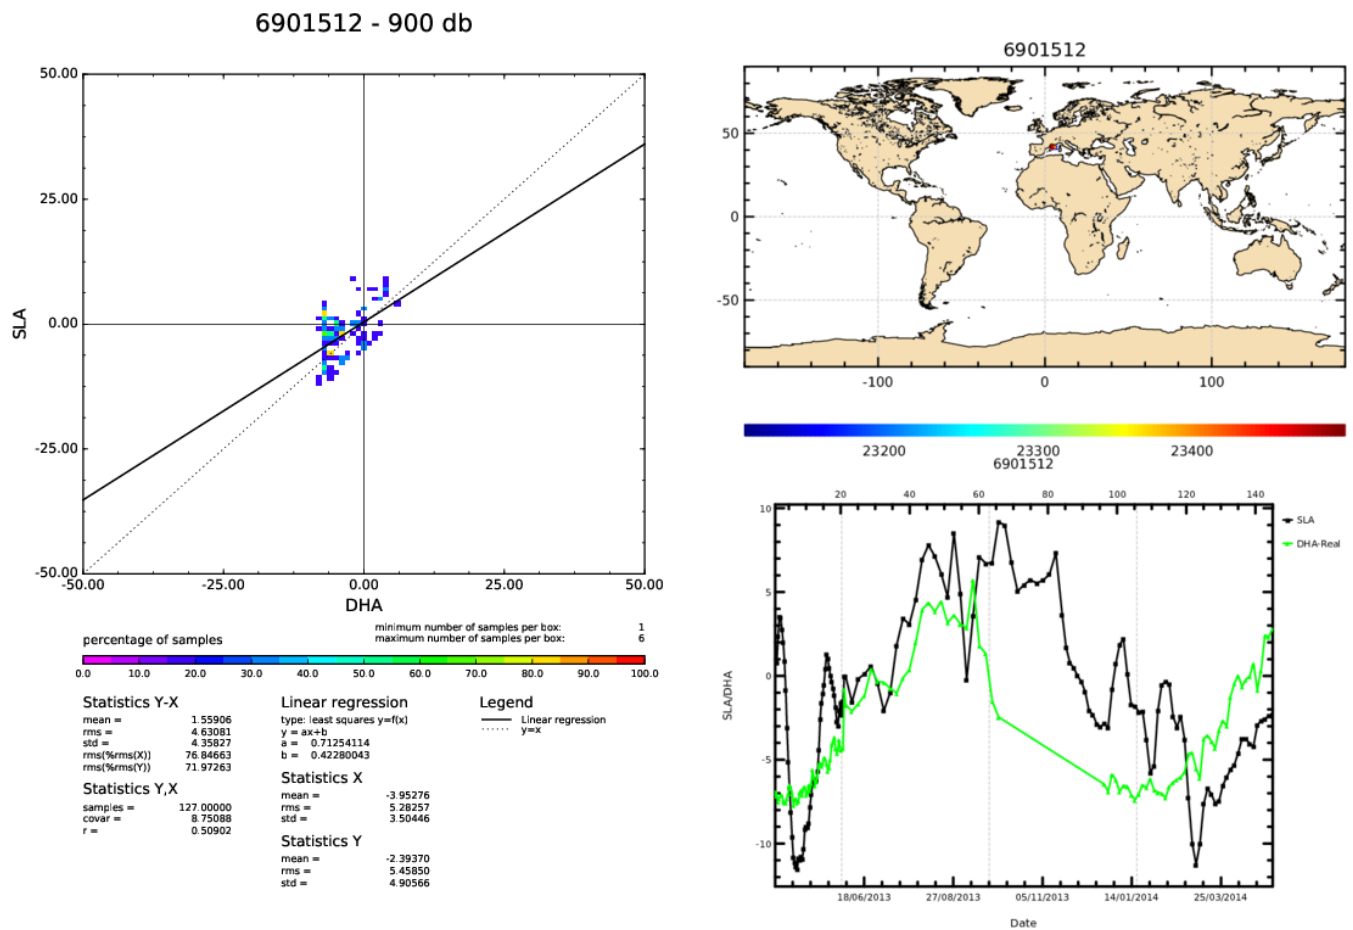 6901512 - 900 db
50.00
25.00
0.00
-25.00
-50.00
SLA
-50.00 -25.00 0.00 25.00 50.00
DHA
percentage of samples
minimum number of samples per box: 1
maximum number of samples per box: 6
0.0 10.0 20.0 30.0 40.0 50.0 60.0 70.0 80.0 90.0 100.0
Statistics Y-X
mean = 1.55906
rms = 4.63081
std = 4.35827
rms(%rms(X)) 76.84663
rms(%rms(Y)) 71.97263
Statistics Y,X
samples = 127.00000
covar = 8.75088
r = 0.50902
Linear regression
type: least squares y=f(x)
y = ax+b
a = 0.71254114
b = 0.42280043
Statistics X
mean = -3.95276
rms = 5.28257
std = 3.50446
Statistics Y
mean = -2.39370
rms = 5.45850
std = 4.90566
Legend
Linear regression
y=x
6901512
50
0
-50
-100 0 100
23200 23300 23400
6901512
20 40 60 80 100 120 140
10
5
0
-5
-10
SLA/DHA
SLA
DHA-Real
18/06/2013 27/08/2013 05/11/2013 14/01/2014 25/03/2014
Date